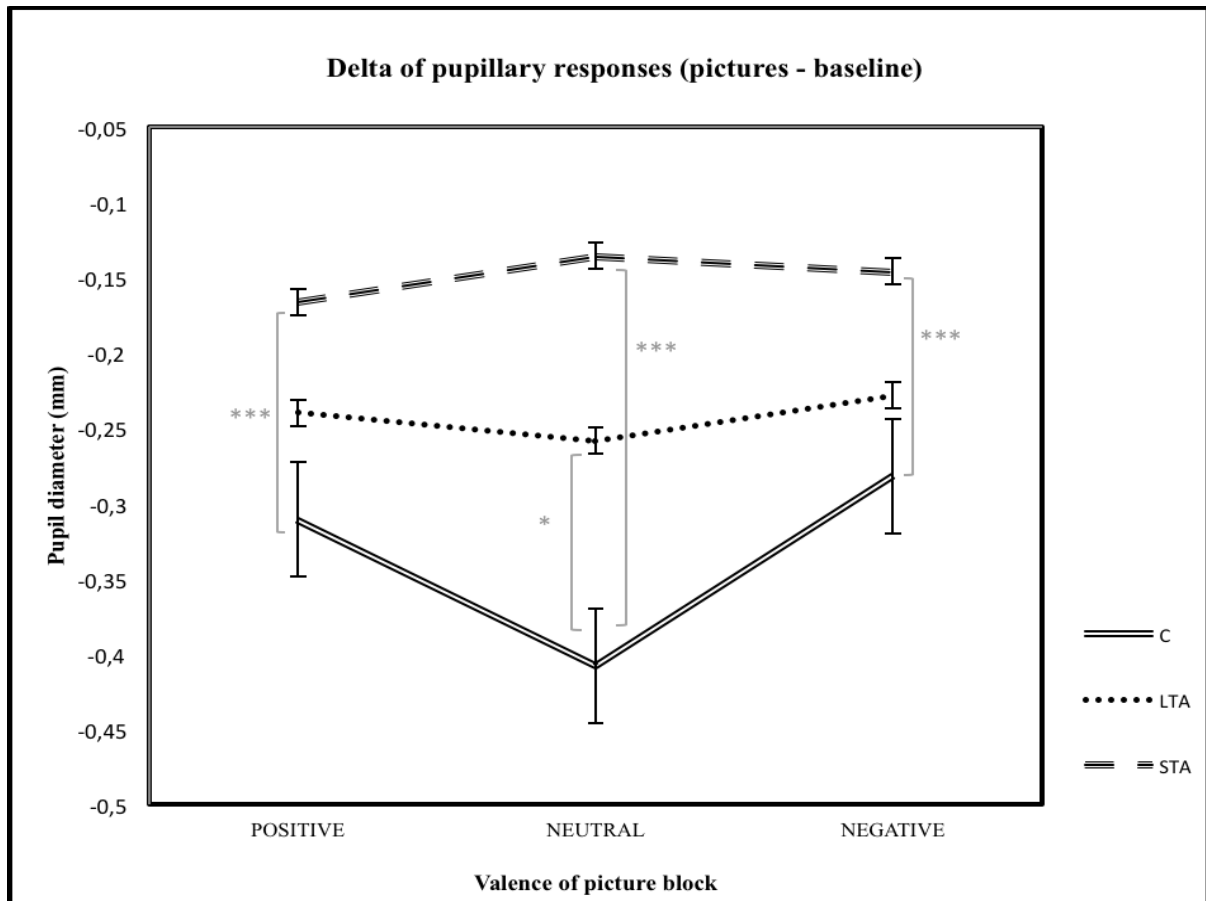 Delta of pupillary responses (pictures - baseline)
-0,05
-0,1
-0,15
-0,2
-0,25
-0,3
-0,35
-0,4
-0,45
-0,5
Pupil diameter (mm)
***
*
***
***
C
LTA
STA
POSITIVE
NEUTRAL
NEGATIVE
Valence of picture block